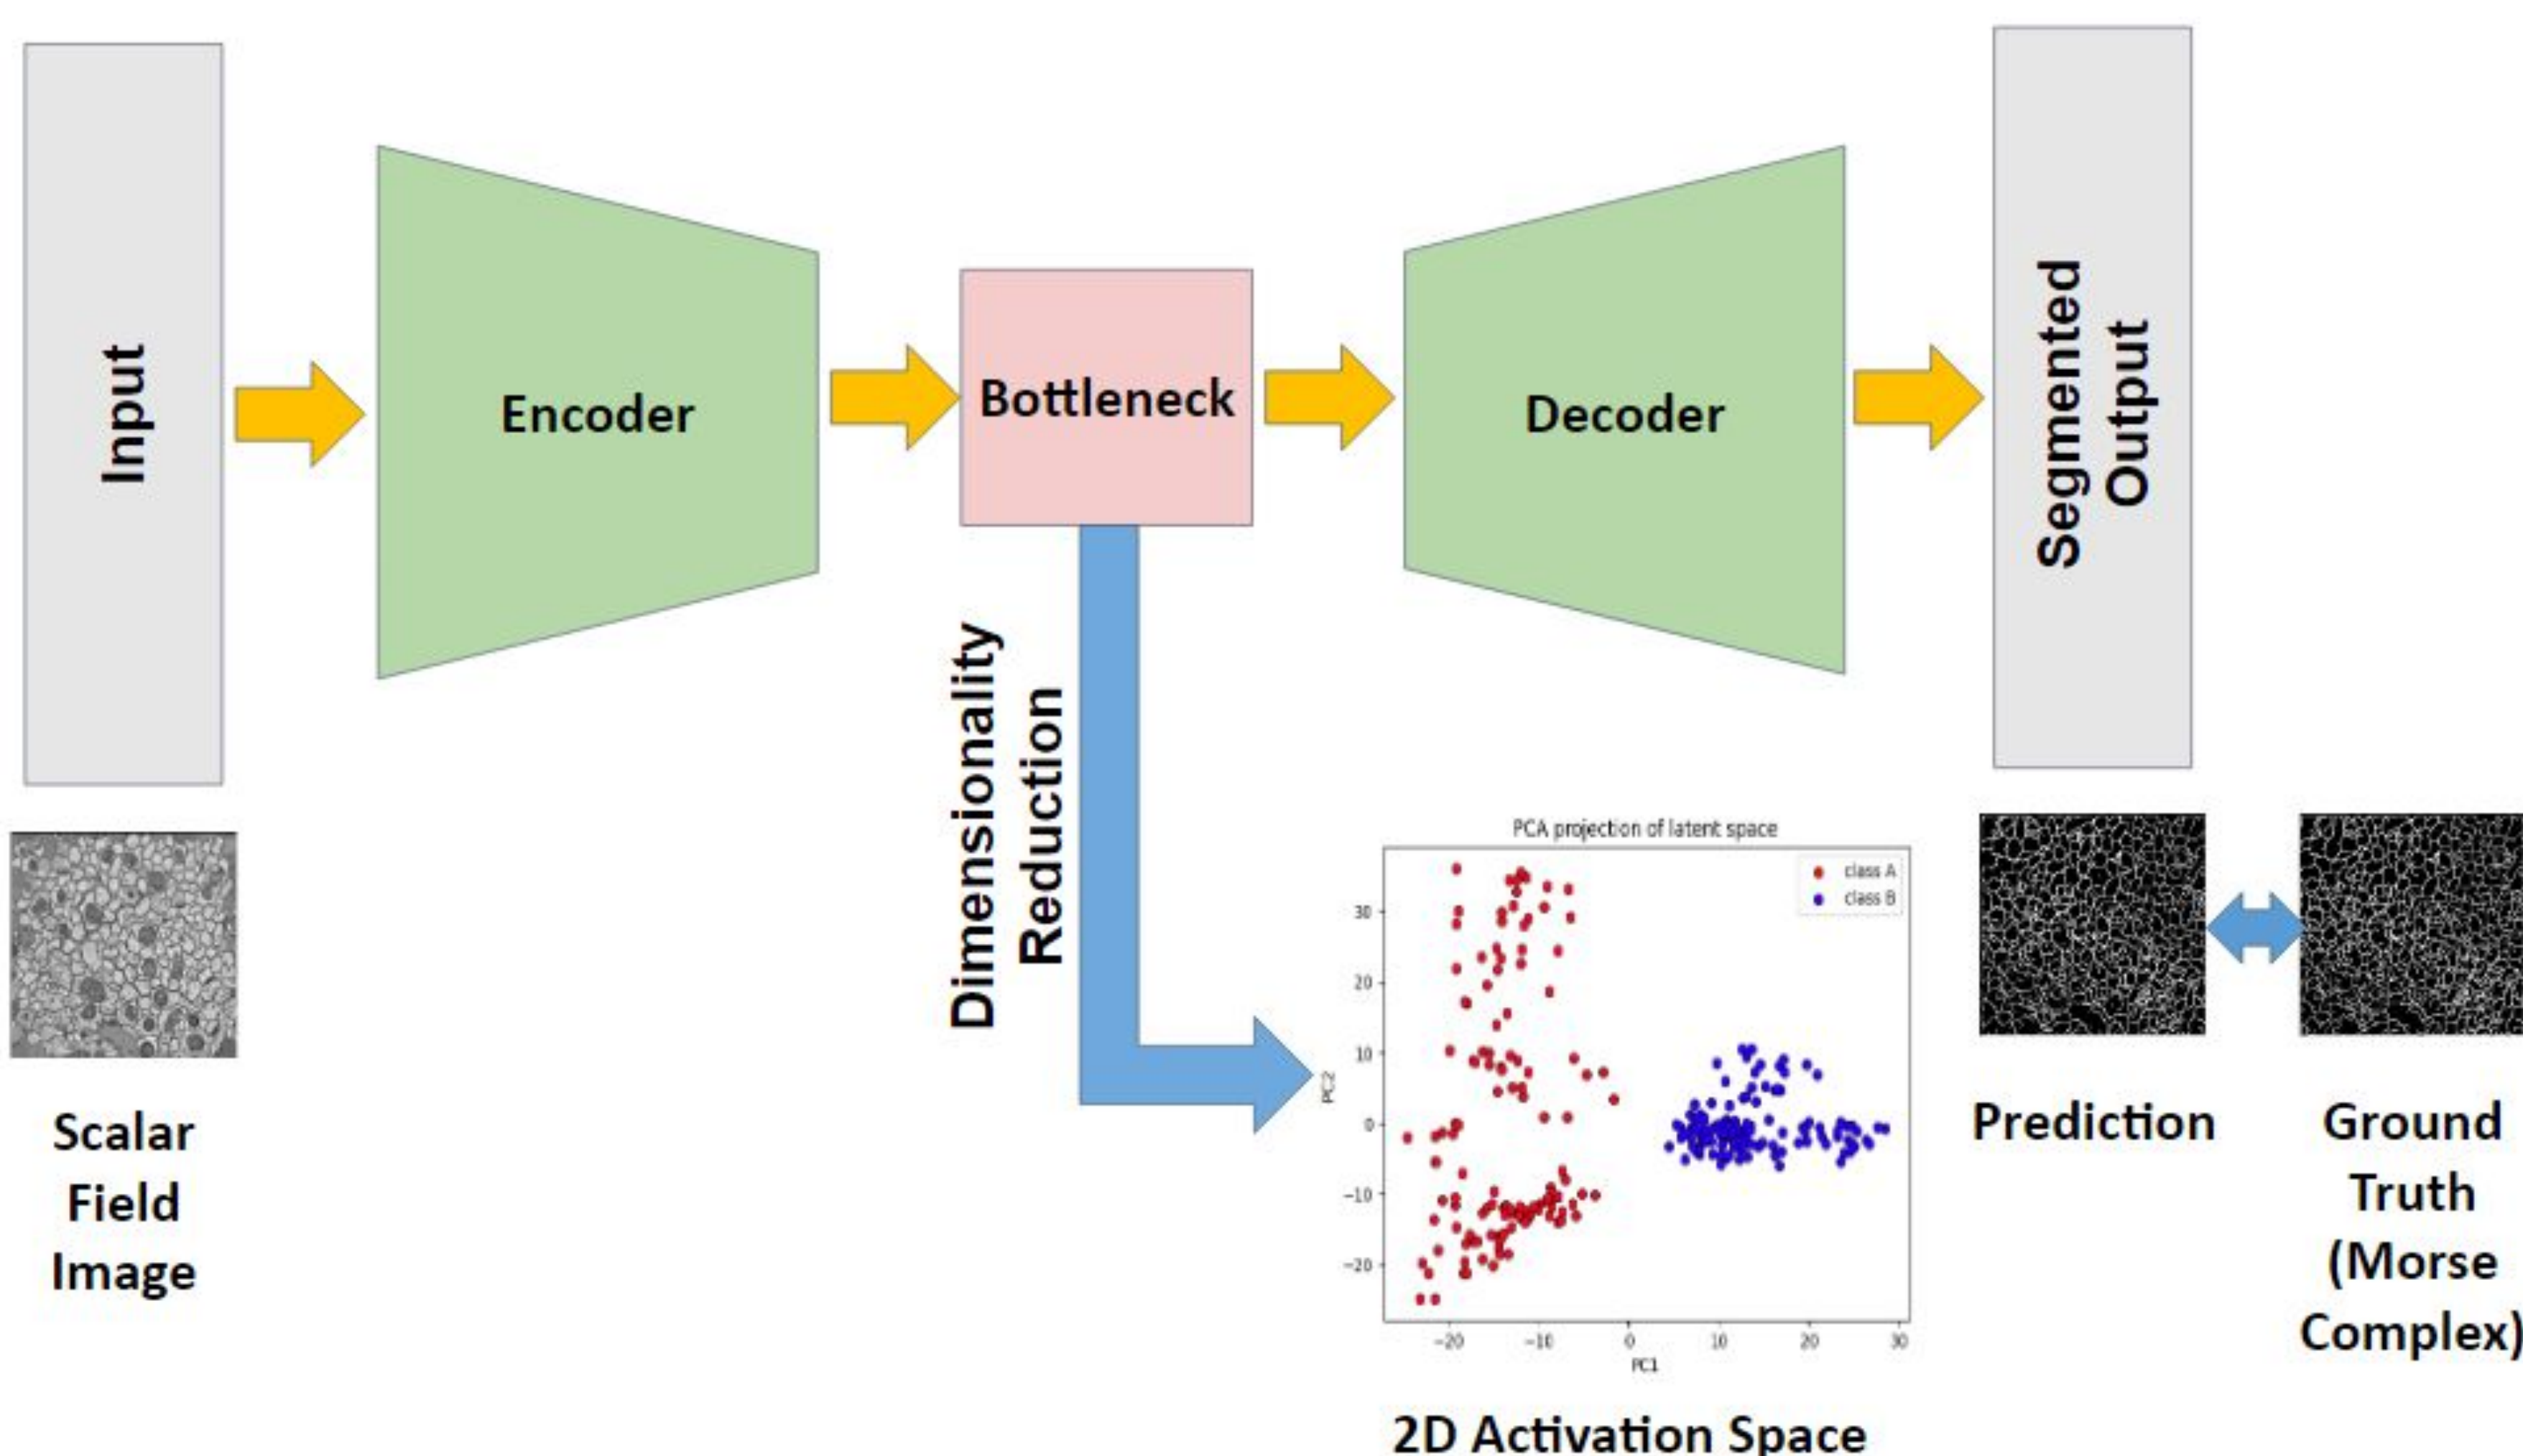 Input
Encoder
Bottleneck
Decoder
Segmented
Output
Dimensionality
Reduction
Scalar
Field
Image
PCA projection of latent space
class A
class B
30
20
10
0
−10
−20
PC2
−20
−10
0
10
20
30
PC1
2D Activation Space
Prediction
Ground
Truth
(Morse
Complex)